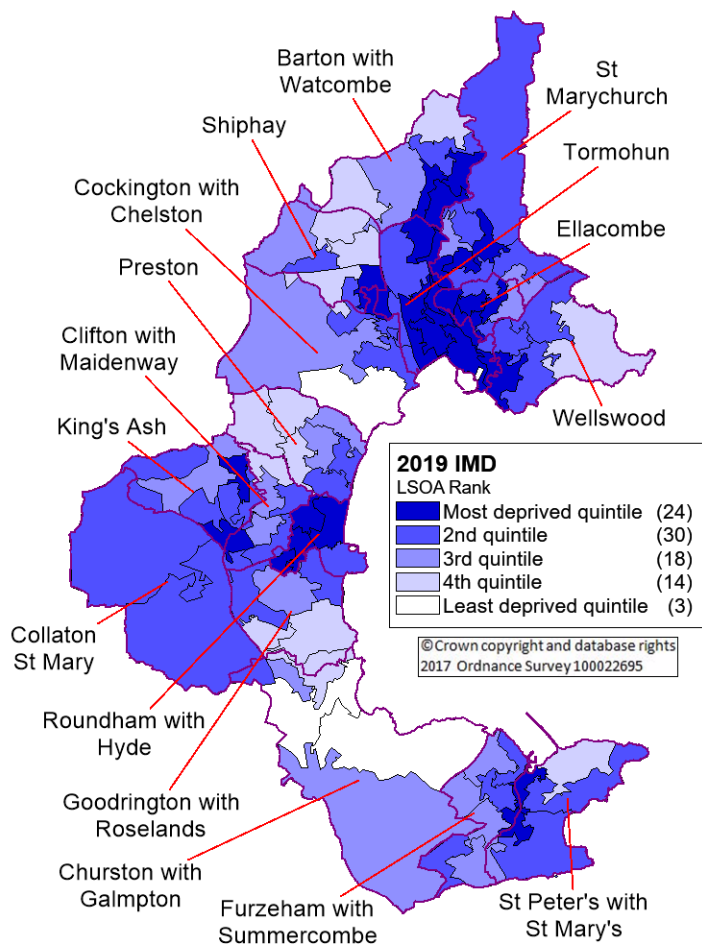 Barton with
Watcombe
St
Marychurch
Shiphay
Tormohun
Cockington with
Chelston
Ellacombe
Preston
Clifton with
Maidenway
King's Ash
Wellswood
2019 IMD
LSOA Rank
Most deprived quintile (24)
2nd quintile (30)
3rd quintile (18)
4th quintile (14)
Least deprived quintile (3)
© Crown copyright and database rights
2017 Ordnance Survey 100022695
Collaton
St Mary
Roundham with
Hyde
Goodrington with
Roselands
Churston with
Galmpton
Furzeham with
Summercombe
St Peter's with
St Mary's